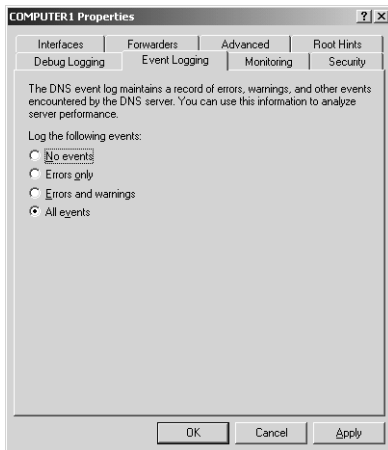 COMPUTER1 Properties
Interfaces Forwarders Advanced Root Hints
Debug Logging Event Logging Monitoring Security
The DNS event log maintains a record of errors, warnings, and other events
encountered by the DNS server. You can use this information to analyze
server performance.
Log the following events:
No events
Errors only
Errors and warnings
All events
OK Cancel Apply